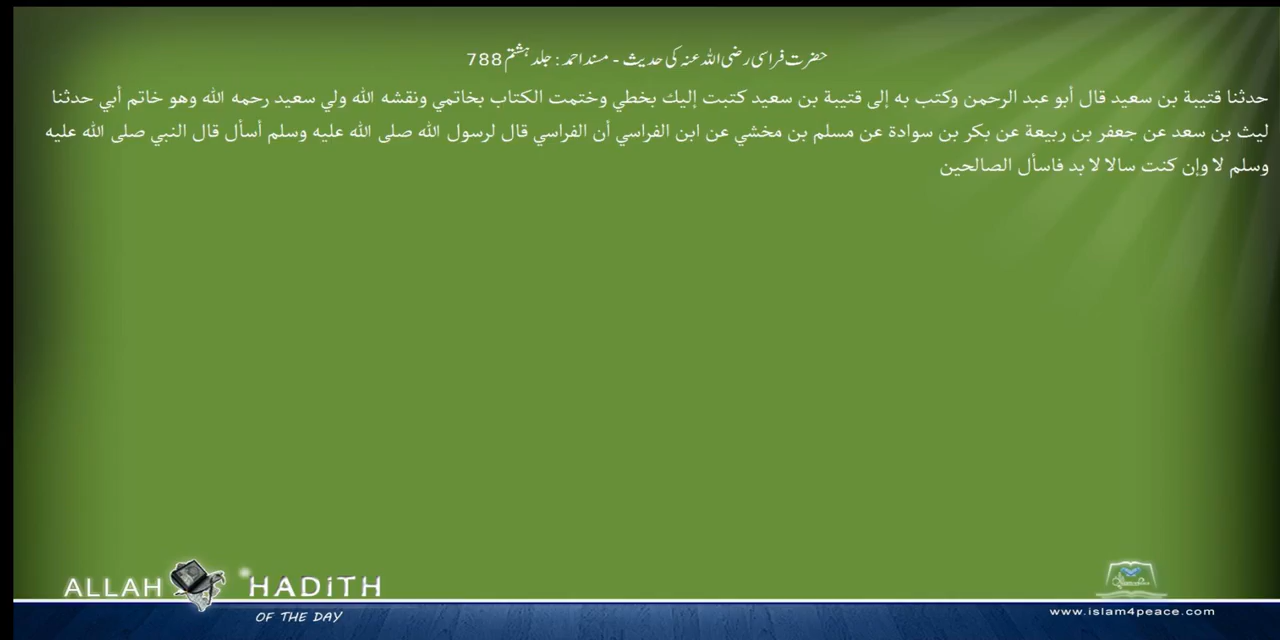 حضرت فراسی رضی اللہ عنہ کی حدیث - مسند احمد : جلد ہشتم 788
حدثنا قتيبة بن سعيد قال أبو عبد الرحمن وكتب به إلى قتيبة بن سعيد كتبت إليك بخطي وختمت الكتاب بخاتمي ونقشه الله ولي سعيد رحمه الله وهو خاتم أبي حدثنا
ليث بن سعد عن جعفر بن ربيعة عن بكر بن سوادة عن مسلم بن مخشي عن ابن الفراسي أن الفراسي قال لرسول الله صلى الله عليه وسلم أسأل قال النبي صلى الله عليه
وسلم لا وإن كنت سالا لا بد فاسأل الصالحين
ALLAH HADITH
OF THE DAY
www.islam4peace.com